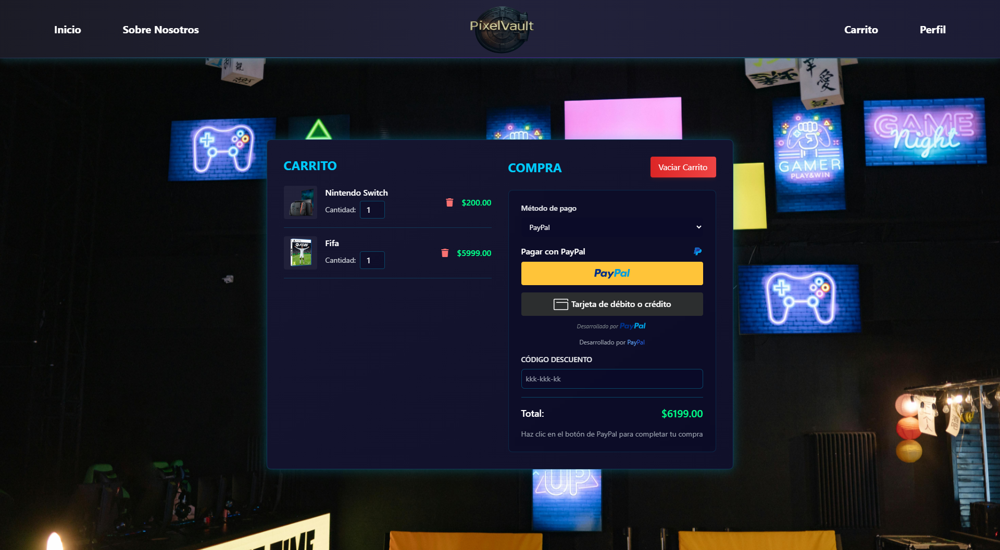 Inicio
Sobre Nosotros
PixelVault
Carrito
Perfil
GAME
Night
GAMER
PLAY&WIN
CARRITO
Nintendo Switch
Cantidad: 1
$200.00
Fifa
Cantidad: 1
$5999.00
COMPRA
Vaciar Carrito
Método de pago
PayPal
Pagar con PayPal
PayPal
Tarjeta de débito o crédito
Desarrollado por PayPal
Desarrollado por PayPal
CÓDIGO DESCUENTO
kkk-kkk-kk
Total: $6199.00
Haz clic en el botón de PayPal para completar tu compra
UP
TIME